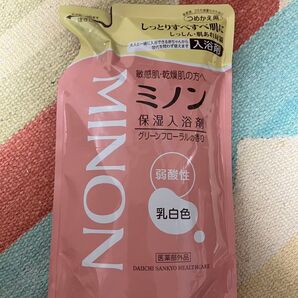 つめかえ用
しっとりすべすべ肌に
しっしん・肌あれ
入浴剤
敏感肌・乾燥肌の方へ
ミノン
保湿入浴剤
グリーンフローラルの香り
弱酸性
乳白色
MINON
医薬部外品
DAIICHI SANKYO HEALTHCARE